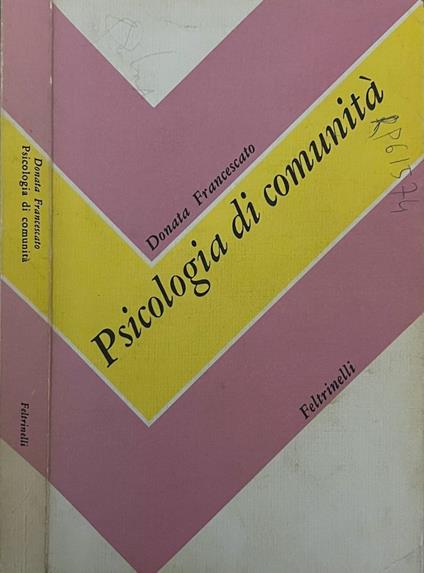 Donata Francescato
Psicologia di comunità
Feltrinelli
Donata Francescato
Psicologia di comunità
Feltrinelli